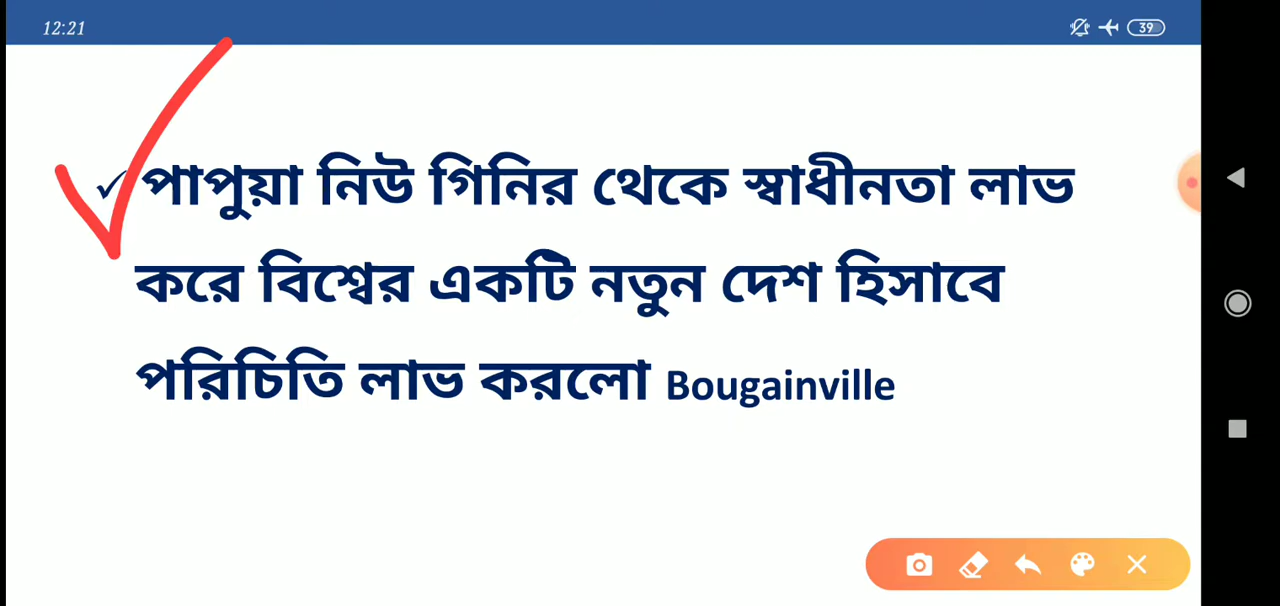 12:21
39
পাপুয়া নিউ গিনির থেকে স্বাধীনতা লাভ
করে বিশ্বের একটি নতুন দেশ হিসাবে
পরিচিতি লাভ করলো Bougainville